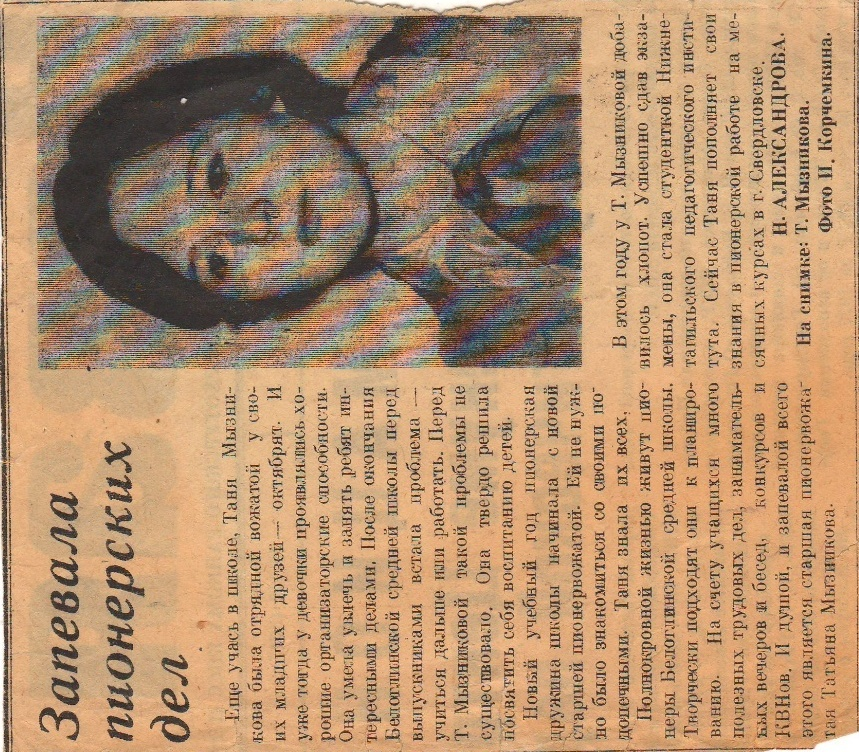 Запевала
пионерских
дел
Еще учась в школе, Таня Мызни-
кова была отрядной вожатой у сво-
их младших друзей — октябрят. И
уже тогда у девочки проявлялись хо-
рошие организаторские способности.
Она умела увлечь и занять ребят ин-
тересными делами. После окончания
Белоглинской средней школы перед
выпускниками встала проблема —
учиться дальше или работать. Перед
Т. Мызниковой такой проблемы не
существовало. Она твердо решила
посвятить себя воспитанию детей.
Новый учебный год пионерская
дружина школы начинала с новой
старшей пионервожатой. Ей не нуж-
но было знакомиться со своими по-
допечными. Таня знала их всех.
Полнокровной жизнью живут пио-
неры Белоглинской средней школы.
Творчески подходят они к планиро-
ванию. На счету учащихся много
полезных трудовых дел, заниматель-
ных вечеров и бесед, конкурсов и
КВНов. И душой, и запевалой всего
этого является старшая пионервожа-
тая Татьяна Мызникова.
В этом году у Т. Мызниковой доба-
вилось хлопот. Успешно сдав экза-
мены, она стала студенткой Нижне-
тагильского педагогического инсти-
тута. Сейчас Таня пополняет свои
знания в пионерской работе на ме-
сячных курсах в г. Свердловске.
Н. АЛЕКСАНДРОВА.
На снимке: Т. Мызникова.
Фото П. Корчемкина.